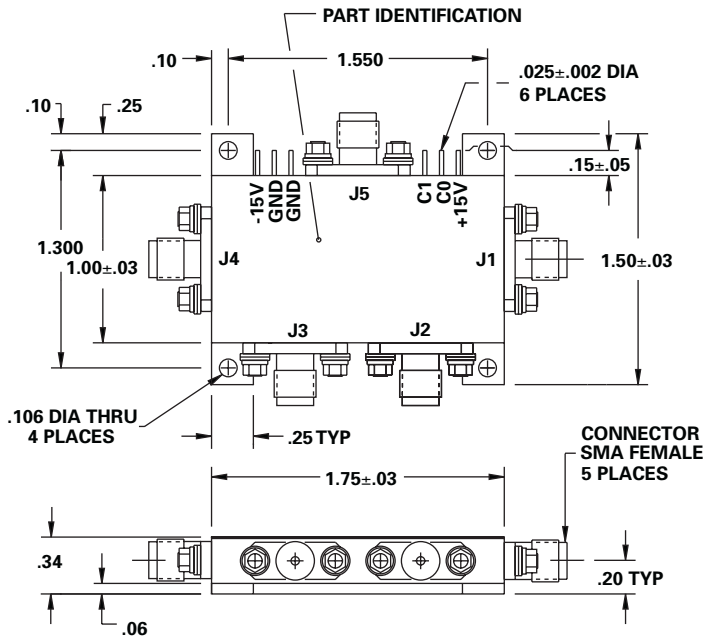 PART IDENTIFICATION
.10
1.550
.025±.002 DIA
6 PLACES
.10
.25
.15±.05
J5
-15V
GND
GND
C1
C0
+15V
1.300
1.00±.03
J4
J1
1.50±.03
J3
J2
.106 DIA THRU
4 PLACES
.25 TYP
CONNECTOR
SMA FEMALE
5 PLACES
1.75±.03
.34
.20 TYP
.06